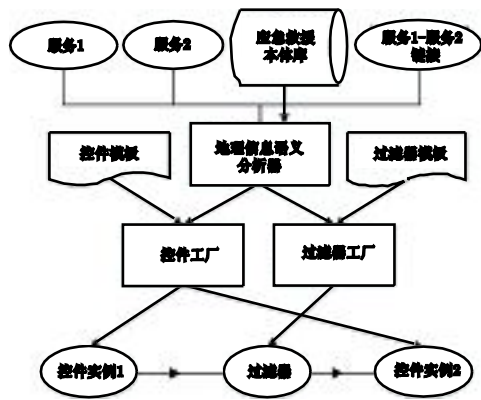 服务1
服务2
应急救援
本体库
服务1-服务2
链接
控件模板
地理信息语义
分析器
过滤器模板
控件工厂
过滤器工厂
控件实例1
过滤器
控件实例2